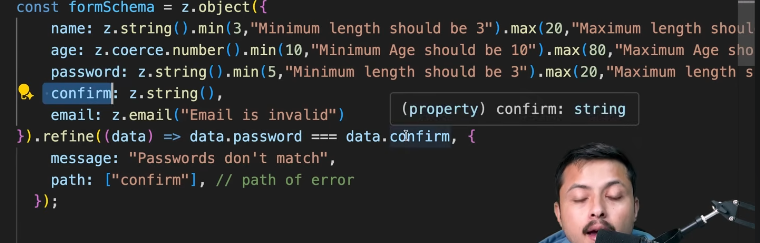 const formSchema = z.object({
name: z.string().min(3,"Minimum length should be 3").max(20,"Maximum length shoul
age: z.coerce.number().min(10,"Minimum Age should be 10").max(80,"Maximum Age sho
password: z.string().min(5,"Minimum length should be 3").max(20,"Maximum length s
confirm: z.string(),
email: z.email("Email is invalid")
(property) confirm: string
}).refine((data) => data.password === data.confirm, {
message: "Passwords don't match",
path: ["confirm"], // path of error
});